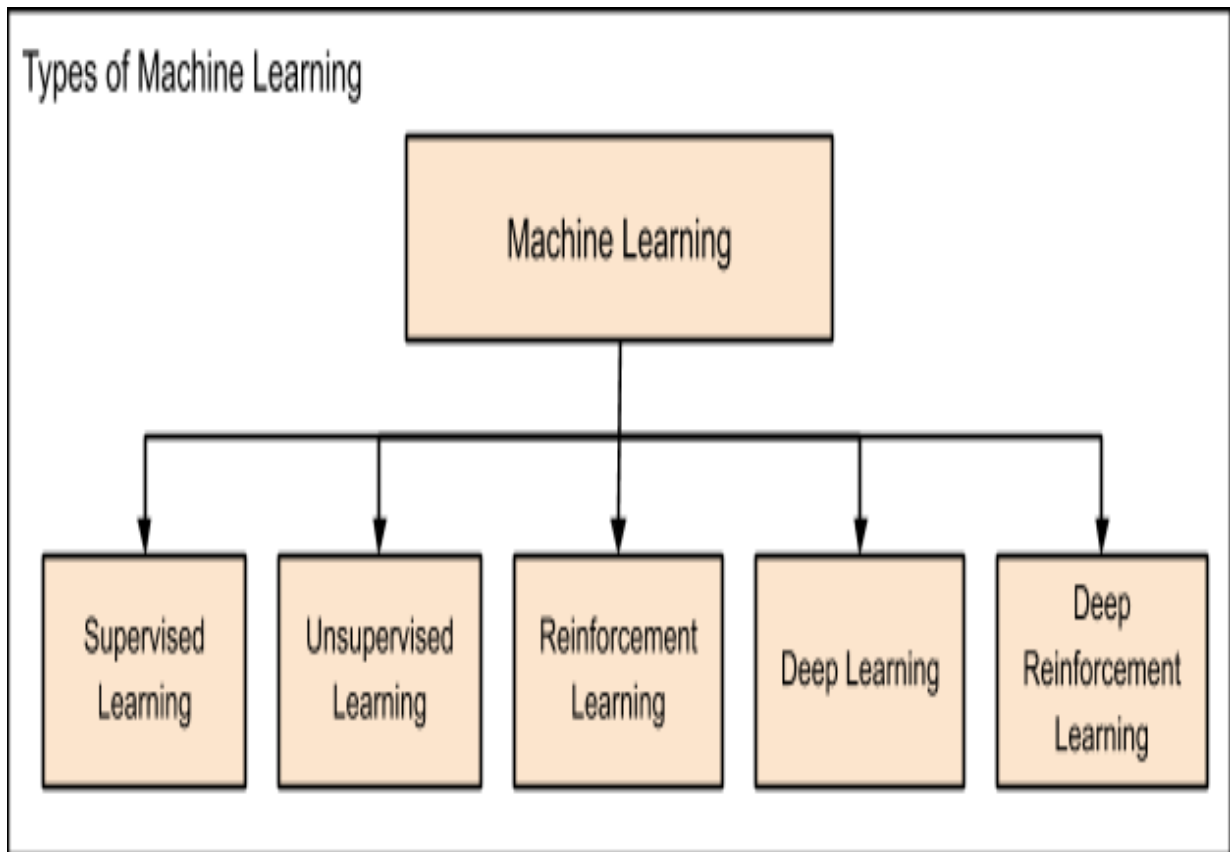 Types of Machine Learning
Machine Learning
Supervised
Learning
Unsupervised
Learning
Reinforcement
Learning
Deep Learning
Deep
Reinforcement
Learning